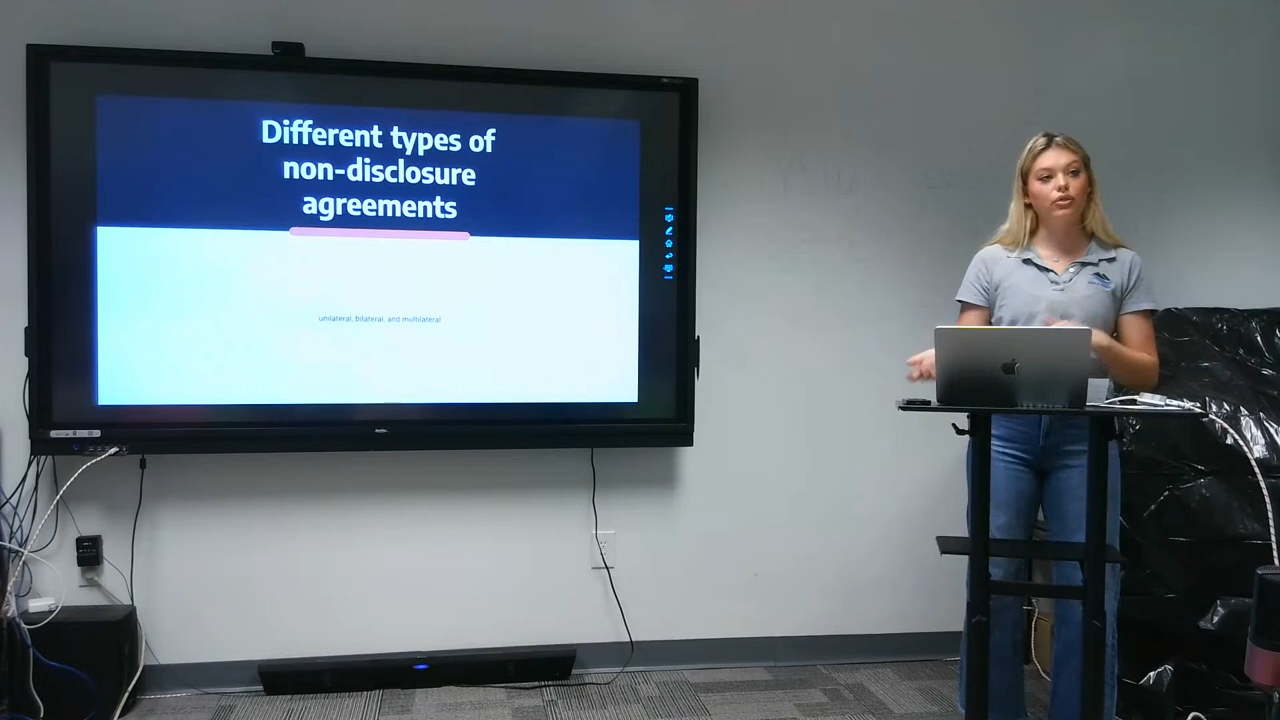 Different types of
non-disclosure
agreements
unilateral, bilateral, and multilateral